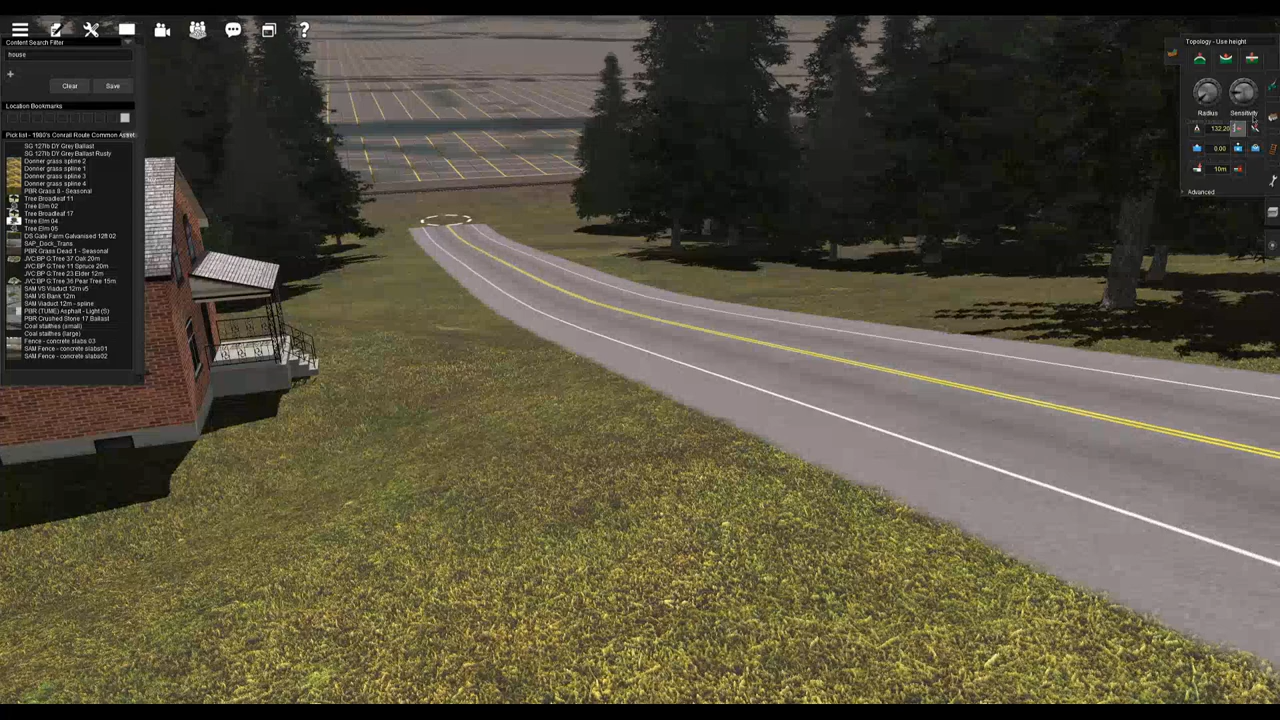 Content Search Filter
house
Clear
Save
Location Bookmarks
Pick list - 1980's Conrail Route Common Asset
SG 127lb DY Grey Ballast
SG 127lb DY Grey Ballast Rusty
Donner grass spline 2
Donner grass spline 1
Donner grass spline 3
Donner grass spline 4
PBR Grass 8 - Seasonal
Tree Broadleaf 11
Tree Elm 02
Tree Broadleaf 17
Tree Elm 04
Tree Elm 05
DS Gate Farm Galvanised 12ft 02
SAP_Dock_Trans
PBR Grass Dead 1 - Seasonal
JVC:BP G:Tree 37 Oak 20m
JVC:BP G:Tree 11 Spruce 20m
JVC:BP G:Tree 23 Elder 12m
JVC:BP G:Tree 36 Pear Tree 15m
SAM VS Viaduct 12m v5
SAM VS Bank 12m
SAM Viaduct 12m - spline
PBR (TUME) Asphalt - Light (S)
PBR Crushed Stone 17 Ballast
Coal staithes (small)
Coal staithes (large)
Fence - concrete slabs 03
SAM Fence - concrete slabs01
SAM Fence - concrete slabs02
Topology - Use height
Radius
Sensitivity
132.20
0.00
10m
Advanced